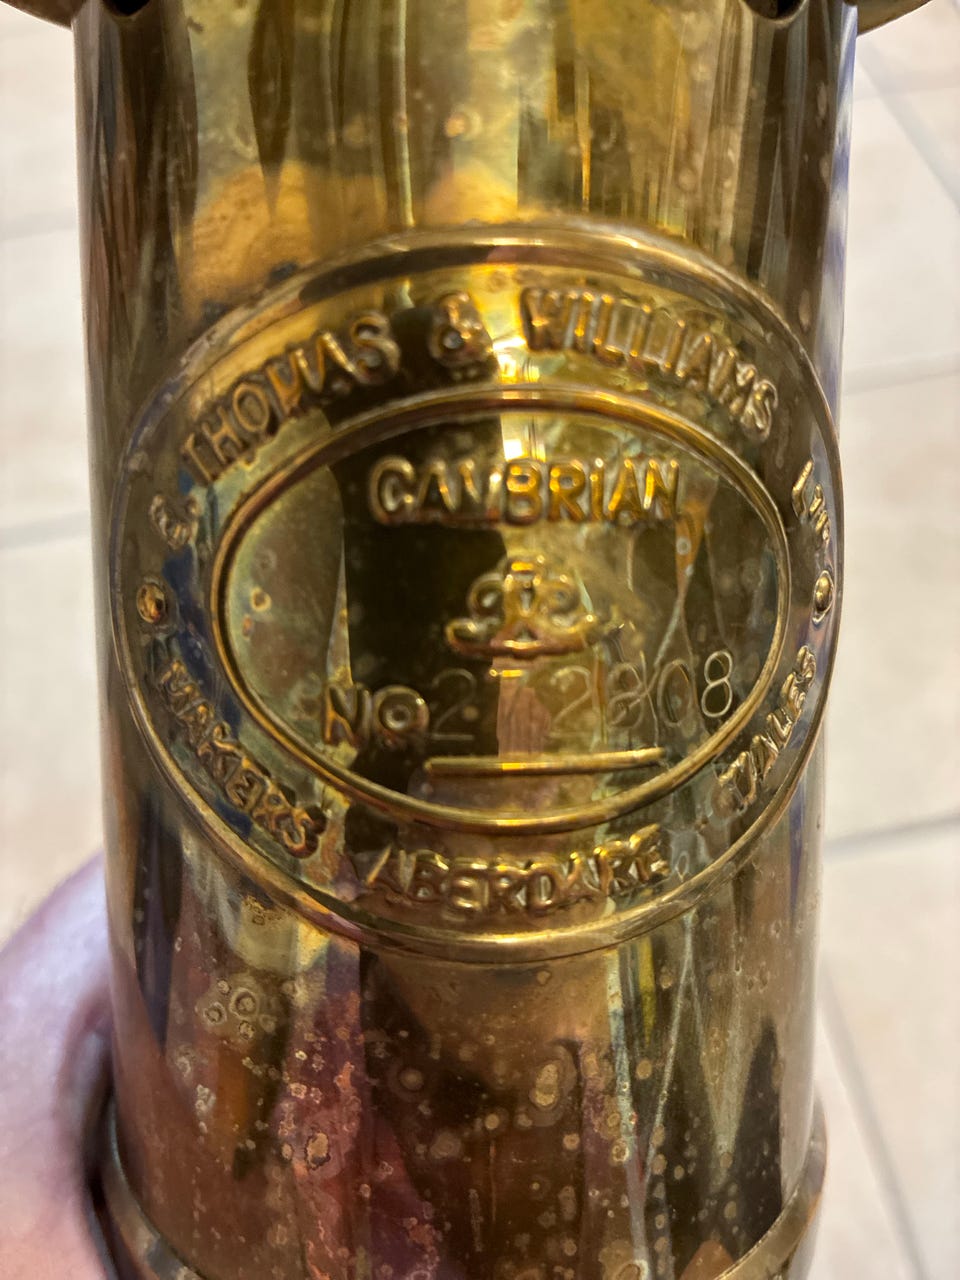 E. THOMAS & WILLIAMS LTD
CAMBRIAN
No
MAKERS ABERDARE WALES